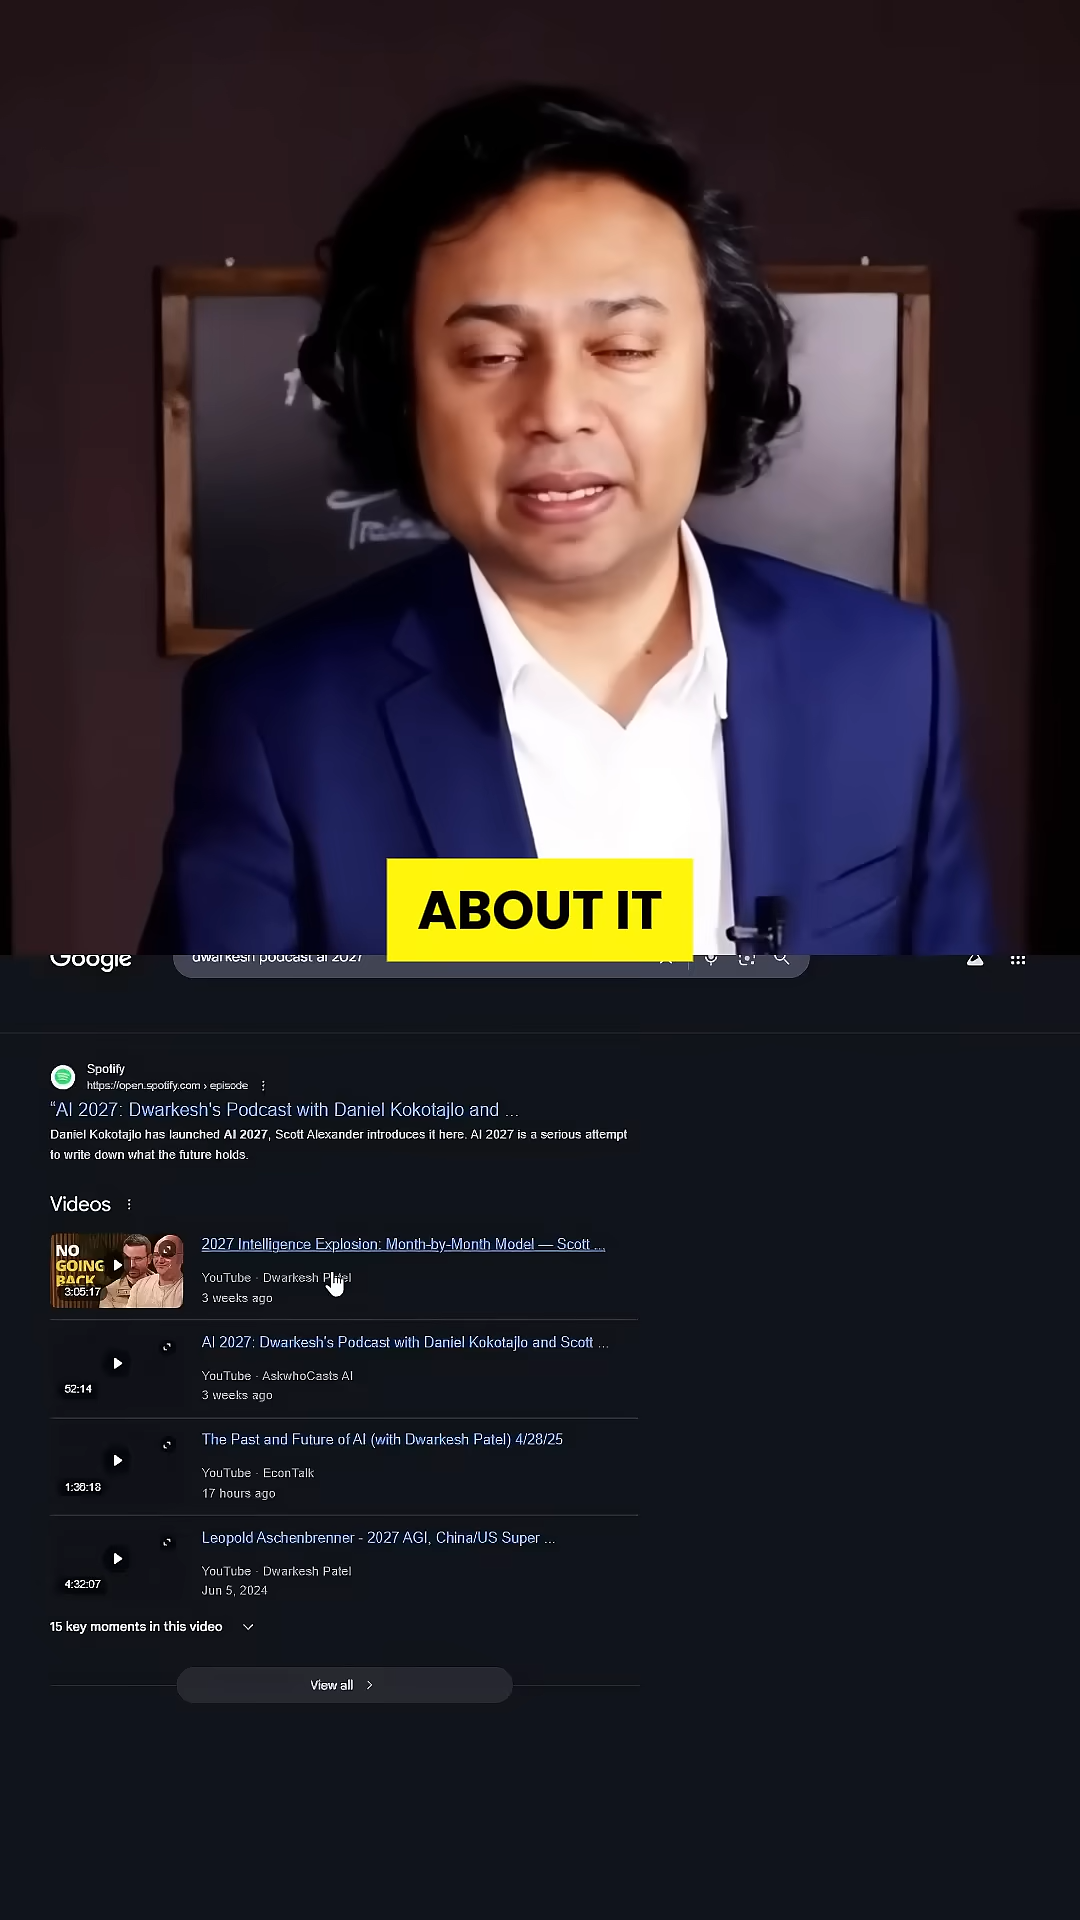 ABOUT IT
Google
dwarkesh podcast ai 2027
Spotify
https://open.spotify.com › episode
“AI 2027: Dwarkesh's Podcast with Daniel Kokotajlo and ...
Daniel Kokotajlo has launched AI 2027, Scott Alexander introduces it here. AI 2027 is a serious attempt
to write down what the future holds.
Videos
NO
GOING
BACK
3:05:17
2027 Intelligence Explosion: Month-by-Month Model — Scott ...
YouTube · Dwarkesh Patel
3 weeks ago
52:14
AI 2027: Dwarkesh's Podcast with Daniel Kokotajlo and Scott ...
YouTube · AskwhoCasts AI
3 weeks ago
1:36:18
The Past and Future of AI (with Dwarkesh Patel) 4/28/25
YouTube · EconTalk
17 hours ago
4:32:07
Leopold Aschenbrenner - 2027 AGI, China/US Super ...
YouTube · Dwarkesh Patel
Jun 5, 2024
15 key moments in this video
View all